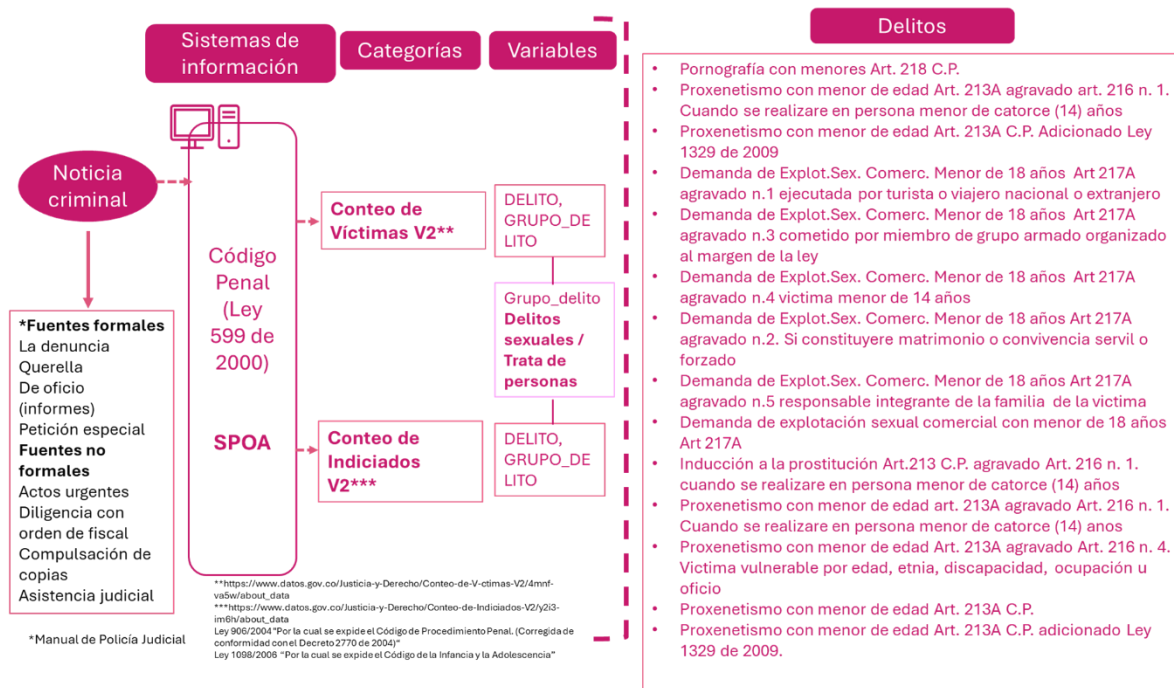 Sistemas de
información
Categorías
Variables
Delitos
Noticia
criminal
*Fuentes formales
La denuncia
Querella
De oficio
(informes)
Petición especial
Fuentes no
formales
Actos urgentes
Diligencia con
orden de fiscal
Compulsación de
copias
Asistencia judicial
*Manual de Policía Judicial
Código
Penal
(Ley
599 de
2000)
SPOA
Conteo de
Víctimas V2**
Conteo de
Indiciados
V2***
DELITO,
GRUPO_DE
LITO
Grupo_delito
Delitos
sexuales /
Trata de
personas
DELITO,
GRUPO_DE
LITO
**https://www.datos.gov.co/Justicia-y-Derecho/Conteo-de-V-ctimas-V2/4mnf-
va5w/about_data
***https://www.datos.gov.co/Justicia-y-Derecho/Conteo-de-Indiciados-V2/y2i3-
im6h/about_data
Ley 906/2004 "Por la cual se expide el Código de Procedimiento Penal. (Corregida de
conformidad con el Decreto 2770 de 2004)"
Ley 1098/2006 "Por la cual se expide el Código de la Infancia y la Adolescencia"
• Pornografía con menores Art. 218 C.P.
• Proxenetismo con menor de edad Art. 213A agravado art. 216 n. 1.
Cuando se realizare en persona menor de catorce (14) años
• Proxenetismo con menor de edad Art. 213A C.P. Adicionado Ley
1329 de 2009
• Demanda de Explot.Sex. Comerc. Menor de 18 años Art 217A
agravado n.1 ejecutada por turista o viajero nacional o extranjero
• Demanda de Explot.Sex. Comerc. Menor de 18 años Art 217A
agravado n.3 cometido por miembro de grupo armado organizado
al margen de la ley
• Demanda de Explot.Sex. Comerc. Menor de 18 años Art 217A
agravado n.4 victima menor de 14 años
• Demanda de Explot.Sex. Comerc. Menor de 18 años Art 217A
agravado n.2. Si constituyere matrimonio o convivencia servil o
forzado
• Demanda de Explot.Sex. Comerc. Menor de 18 años Art 217A
agravado n.5 responsable integrante de la familia de la victima
• Demanda de explotación sexual comercial con menor de 18 años
Art 217A
• Inducción a la prostitución Art.213 C.P. agravado Art. 216 n. 1.
cuando se realizare en persona menor de catorce (14) años
• Proxenetismo con menor de edad art. 213A agravado Art. 216 n. 1.
Cuando se realizare en persona menor de catorce (14) anos
• Proxenetismo con menor de edad Art. 213A agravado Art. 216 n. 4.
Victima vulnerable por edad, etnia, discapacidad, ocupación u
oficio
• Proxenetismo con menor de edad Art. 213A C.P.
• Proxenetismo con menor de edad Art. 213A C.P. adicionado Ley
1329 de 2009.